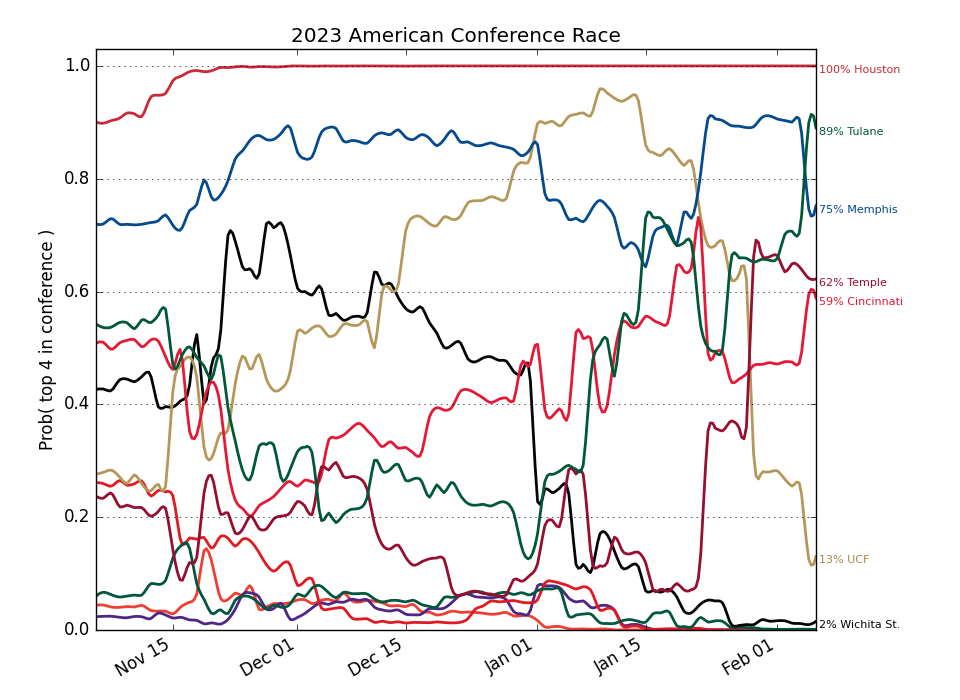 2023 American Conference Race
Prob( top 4 in conference )
1.0
0.8
0.6
0.4
0.2
0.0
100% Houston
89% Tulane
75% Memphis
62% Temple
59% Cincinnati
13% UCF
2% Wichita St.
Nov 15
Dec 01
Dec 15
Jan 01
Jan 15
Feb 01